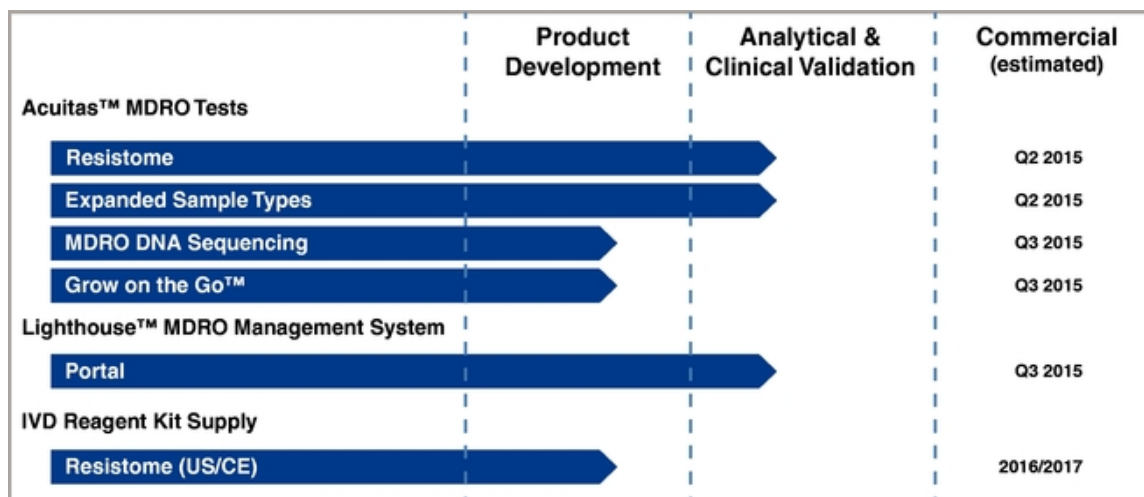 Product Development
Analytical & Clinical Validation
Commercial (estimated)
Acuitas™ MDRO Tests
Resistome Q2 2015
Expanded Sample Types Q2 2015
MDRO DNA Sequencing Q3 2015
Grow on the Go™ Q3 2015
Lighthouse™ MDRO Management System
Portal Q3 2015
IVD Reagent Kit Supply
Resistome (US/CE) 2016/2017